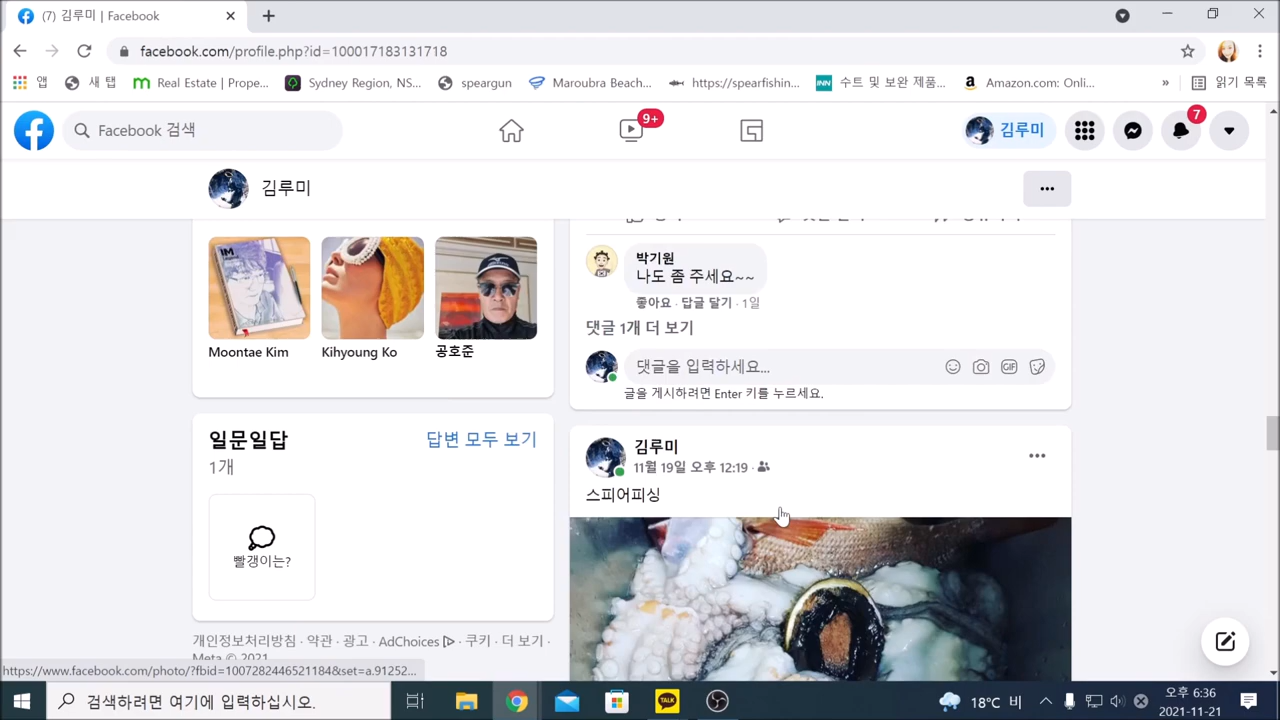 (7) 김루미 | Facebook
facebook.com/profile.php?id=100017183131718
앱 새 탭 Real Estate | Prope... Sydney Region, NS... speargun Maroubra Beach... https://spearfishin... INN 수트 및 보완 제품... Amazon.com: Onli... » 읽기 목록
Facebook 검색 9+ 김루미 7
김루미
IM
박기원
나도 좀 주세요~~
좋아요 · 답글 달기 · 1일
댓글 1개 더 보기
Moontae Kim Kihyoung Ko 공호준
댓글을 입력하세요... GIF
글을 게시하려면 Enter 키를 누르세요.
일문일답 답변 모두 보기
1개
빨갱이는?
김루미
11월 19일 오후 12:19 ·
스피어피싱
개인정보처리방침 · 약관 · 광고 · AdChoices · 쿠키 · 더 보기 ·
Meta © 2021
https://www.facebook.com/photo/?fbid=1007282446521184&set=a.91252...
검색하려면 여기에 입력하십시오. TALK 18°C 비 오후 6:36
2021-11-21